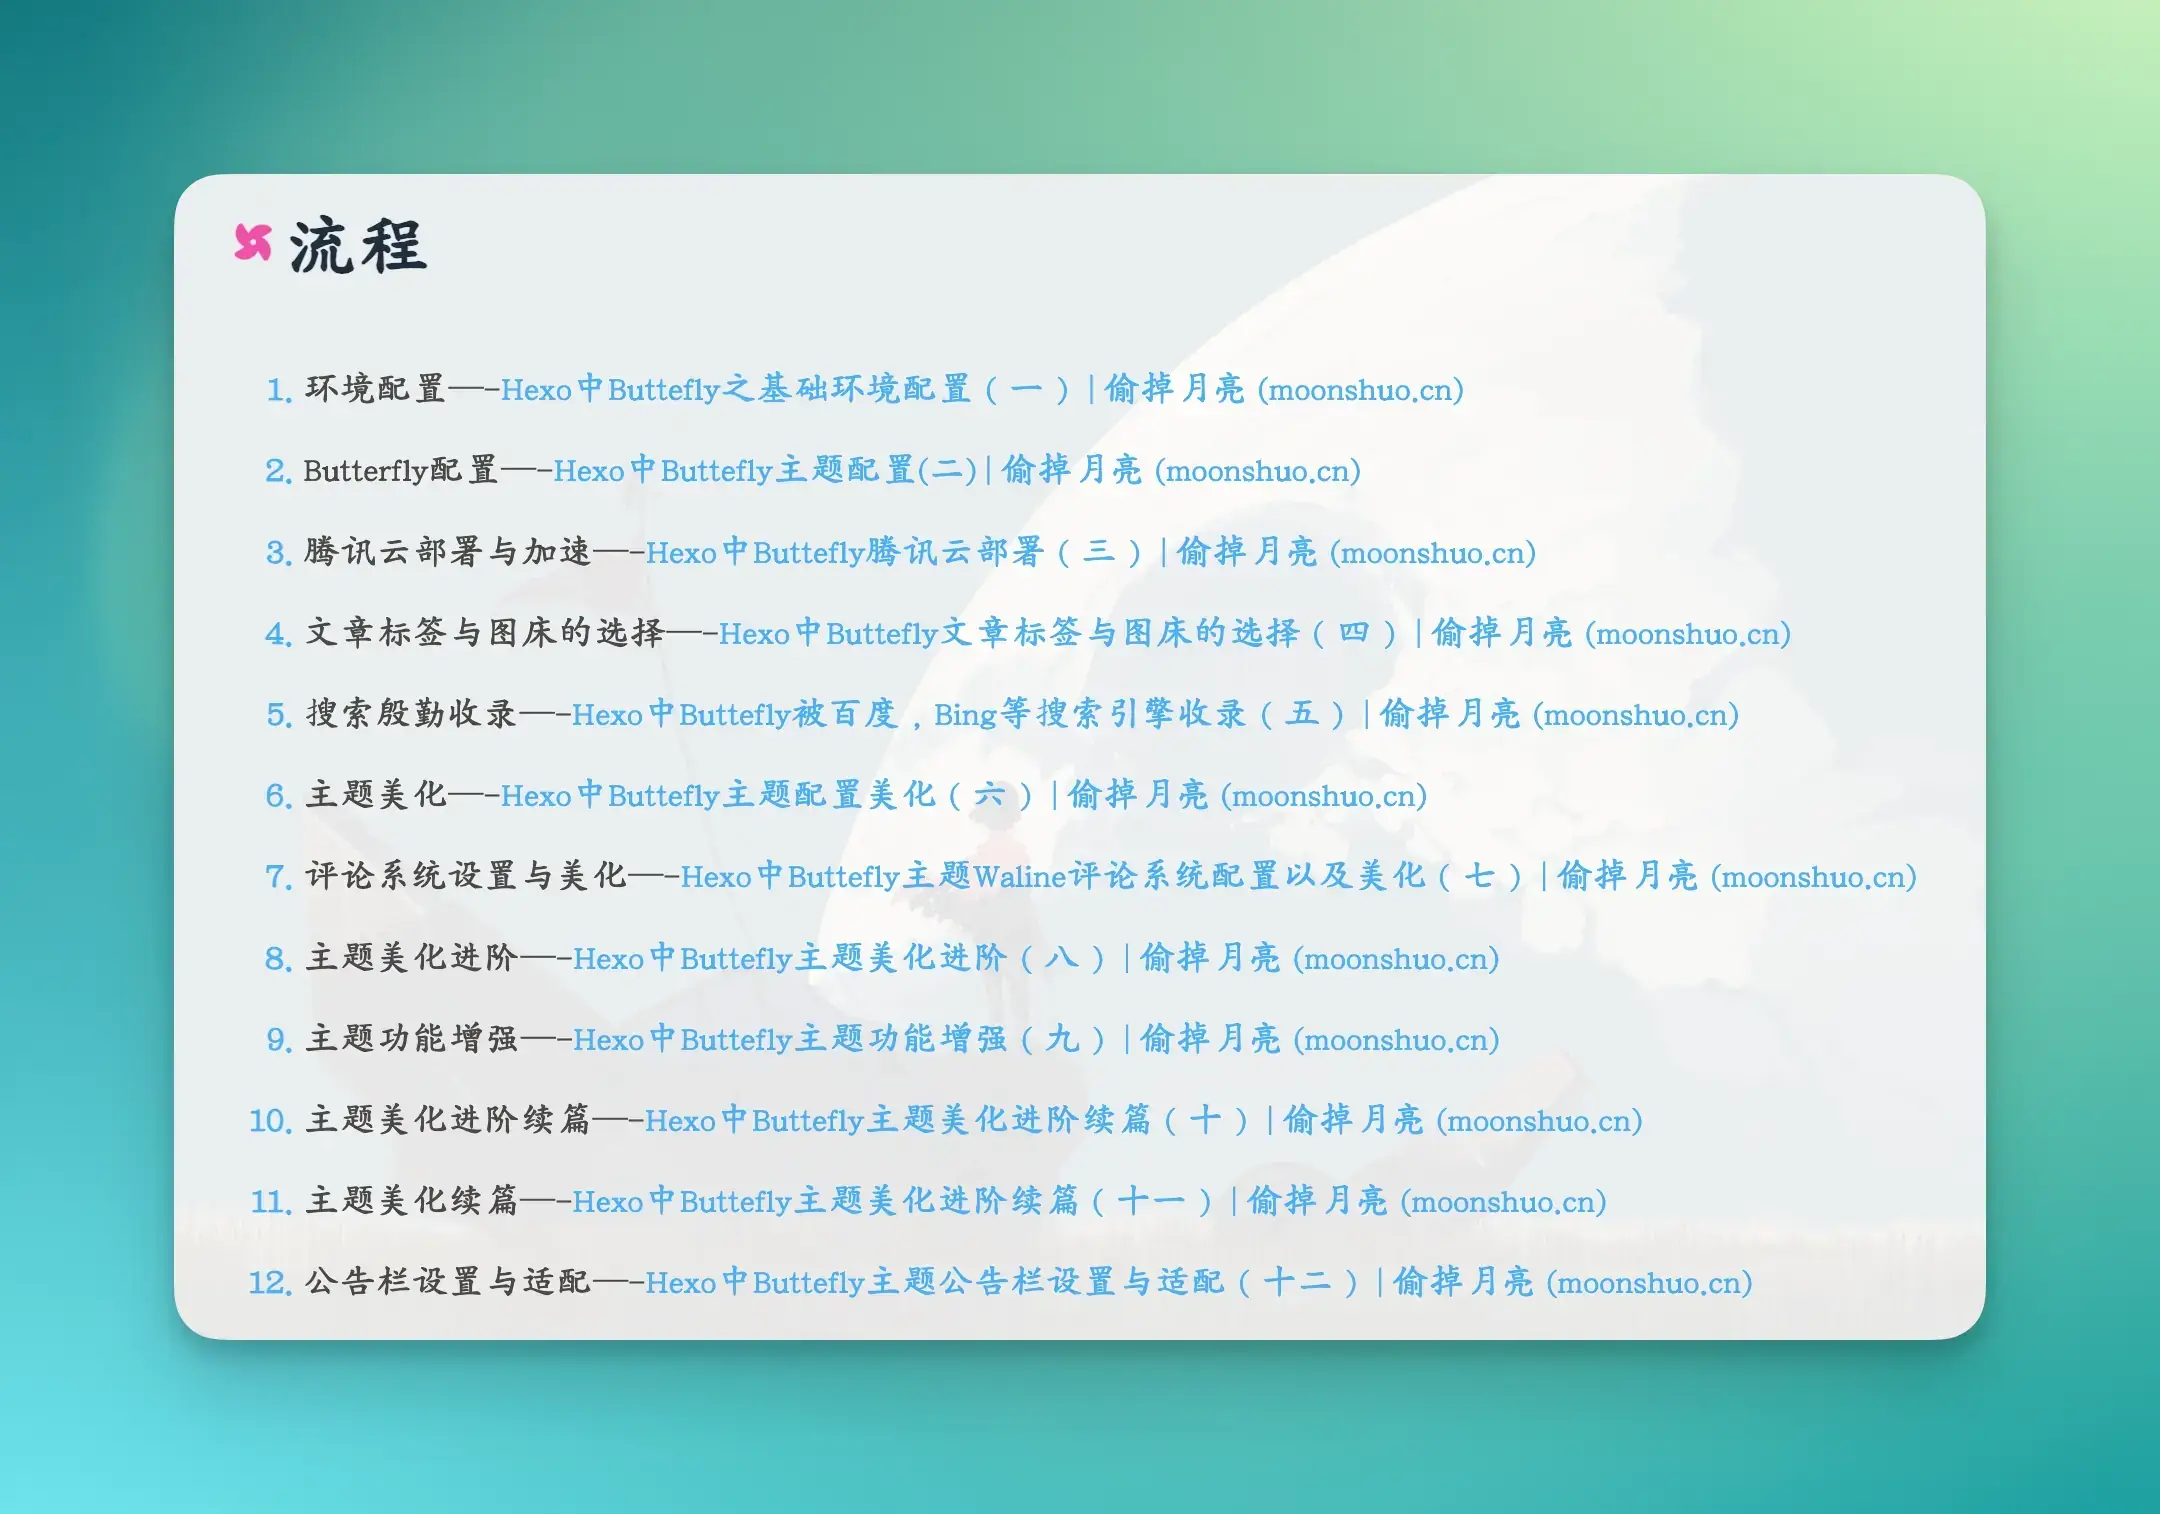 流程
1. 环境配置—–Hexo中Buttefly之基础环境配置（一）|偷掉月亮 (moonshuo.cn)
2. Butterfly配置—–Hexo中Buttefly主题配置(二)|偷掉月亮 (moonshuo.cn)
3. 腾讯云部署与加速—–Hexo中Buttefly腾讯云部署（三）|偷掉月亮 (moonshuo.cn)
4. 文章标签与图床的选择—–Hexo中Buttefly文章标签与图床的选择（四）|偷掉月亮 (moonshuo.cn)
5. 搜索殷勤收录—–Hexo中Buttefly被百度，Bing等搜索引擎收录（五）|偷掉月亮 (moonshuo.cn)
6. 主题美化—–Hexo中Buttefly主题配置美化（六）|偷掉月亮 (moonshuo.cn)
7. 评论系统设置与美化—–Hexo中Buttefly主题Waline评论系统配置以及美化（七）|偷掉月亮 (moonshuo.cn)
8. 主题美化进阶—–Hexo中Buttefly主题美化进阶（八）|偷掉月亮 (moonshuo.cn)
9. 主题功能增强—–Hexo中Buttefly主题功能增强（九）|偷掉月亮 (moonshuo.cn)
10. 主题美化进阶续篇—–Hexo中Buttefly主题美化进阶续篇（十）|偷掉月亮 (moonshuo.cn)
11. 主题美化续篇—–Hexo中Buttefly主题美化进阶续篇（十一）|偷掉月亮 (moonshuo.cn)
12. 公告栏设置与适配—–Hexo中Buttefly主题公告栏设置与适配（十二）|偷掉月亮 (moonshuo.cn)